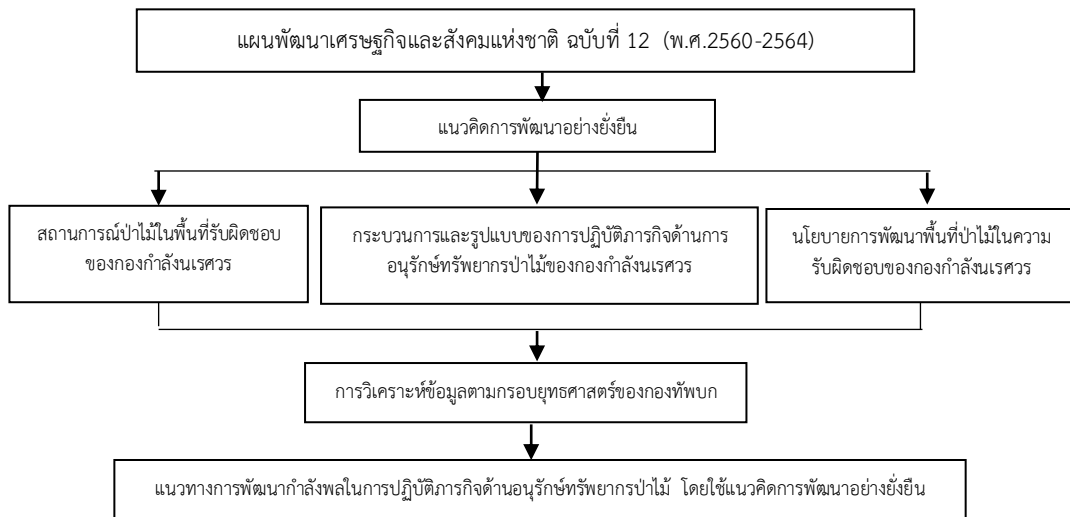 แผนพัฒนาเศรษฐกิจและสังคมแห่งชาติ ฉบับที่ 12 (พ.ศ.2560-2564)
แนวคิดการพัฒนาอย่างยั่งยืน
สถานการณ์ป่าไม้ในพื้นที่รับผิดชอบ
ของกองกำลังนเรศวร
กระบวนการและรูปแบบของการปฏิบัติภารกิจด้านการ
อนุรักษ์ทรัพยากรป่าไม้ของกองกำลังนเรศวร
นโยบายการพัฒนาพื้นที่ป่าไม้ในความ
รับผิดชอบของกองกำลังนเรศวร
การวิเคราะห์ข้อมูลตามกรอบยุทธศาสตร์ของกองทัพบก
แนวทางการพัฒนากำลังพลในการปฏิบัติภารกิจด้านอนุรักษ์ทรัพยากรป่าไม้ โดยใช้แนวคิดการพัฒนาอย่างยั่งยืน